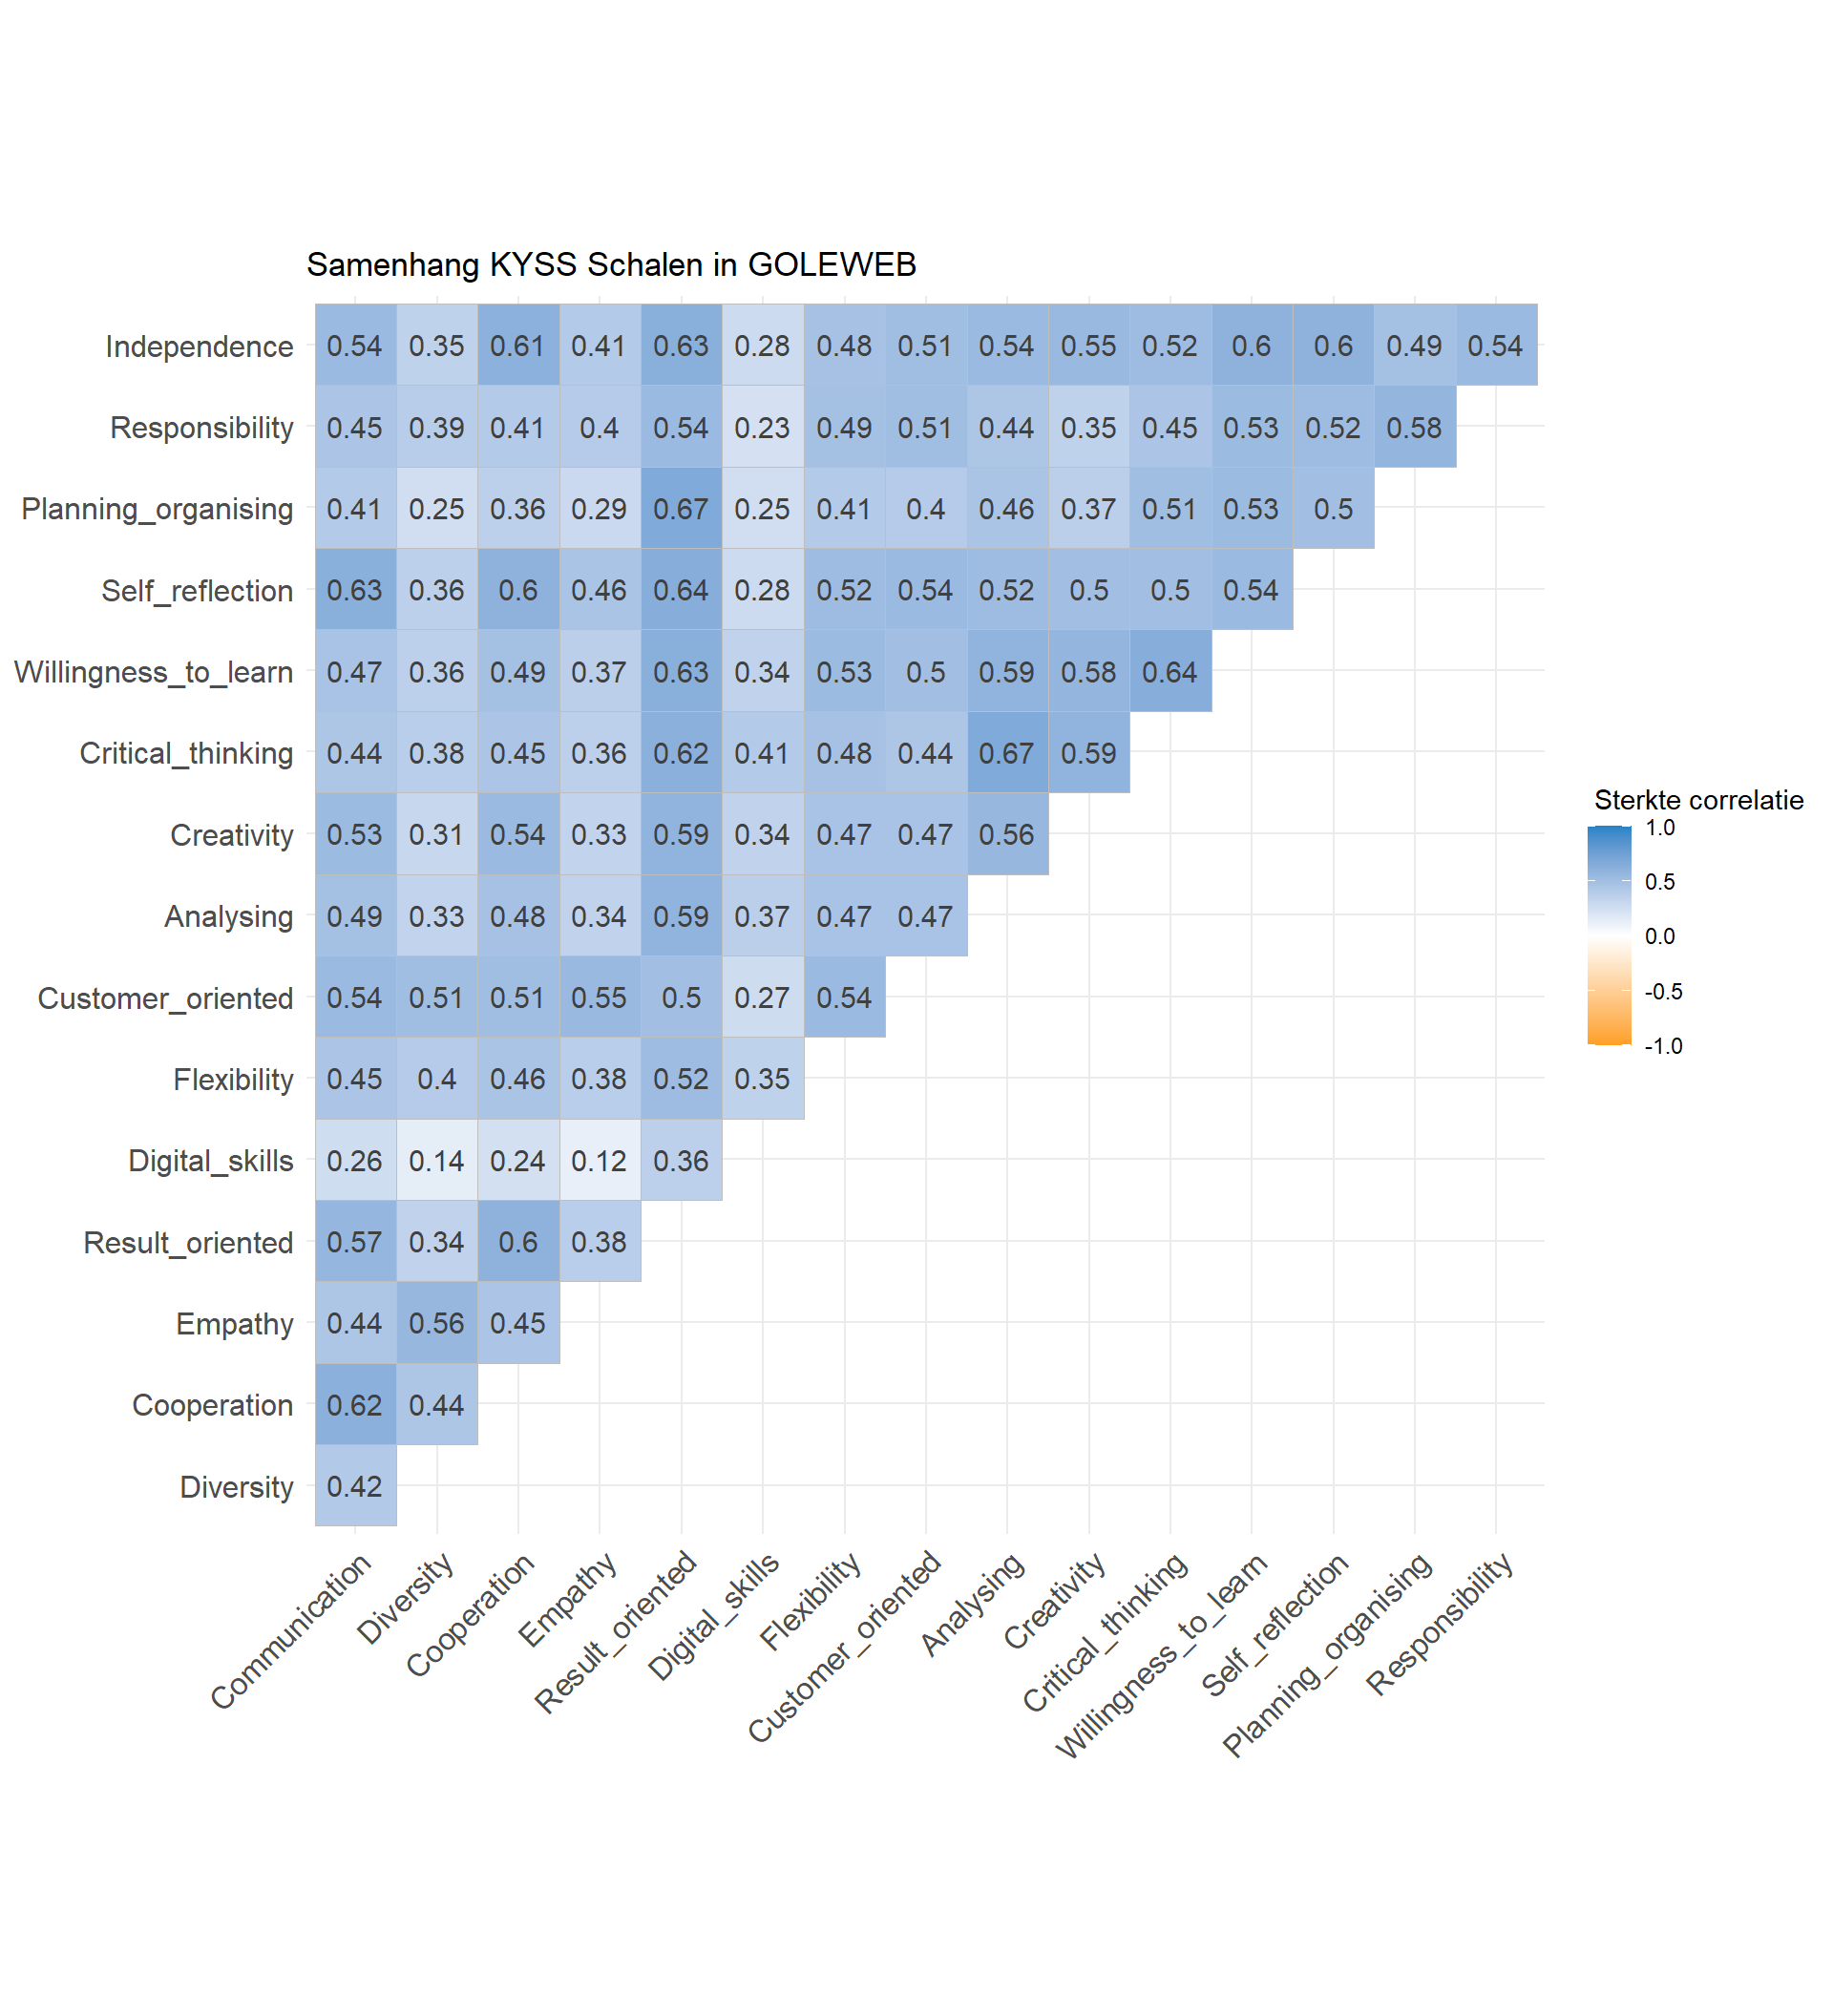 Samenhang KYSS Schalen in GOLEWEB
Independence 0.54 0.35 0.61 0.41 0.63 0.28 0.48 0.51 0.54 0.55 0.52 0.6 0.6 0.49 0.54
Responsibility 0.45 0.39 0.41 0.4 0.54 0.23 0.49 0.51 0.44 0.35 0.45 0.53 0.52 0.58
Planning_organising 0.41 0.25 0.36 0.29 0.67 0.25 0.41 0.4 0.46 0.37 0.51 0.53 0.5
Self_reflection 0.63 0.36 0.6 0.46 0.64 0.28 0.52 0.54 0.52 0.5 0.5 0.54
Willingness_to_learn 0.47 0.36 0.49 0.37 0.63 0.34 0.53 0.5 0.59 0.58 0.64
Critical_thinking 0.44 0.38 0.45 0.36 0.62 0.41 0.48 0.44 0.67 0.59
Creativity 0.53 0.31 0.54 0.33 0.59 0.34 0.47 0.47 0.56
Analysing 0.49 0.33 0.48 0.34 0.59 0.37 0.47 0.47
Customer_oriented 0.54 0.51 0.51 0.55 0.5 0.27 0.54
Flexibility 0.45 0.4 0.46 0.38 0.52 0.35
Digital_skills 0.26 0.14 0.24 0.12 0.36
Result_oriented 0.57 0.34 0.6 0.38
Empathy 0.44 0.56 0.45
Cooperation 0.62 0.44
Diversity 0.42
Communication
Diversity
Cooperation
Empathy
Result_oriented
Digital_skills
Flexibility
Customer_oriented
Analysing
Creativity
Critical_thinking
Willingness_to_learn
Self_reflection
Planning_organising
Responsibility
Sterkte correlatie
1.0
0.5
0.0
-0.5
-1.0